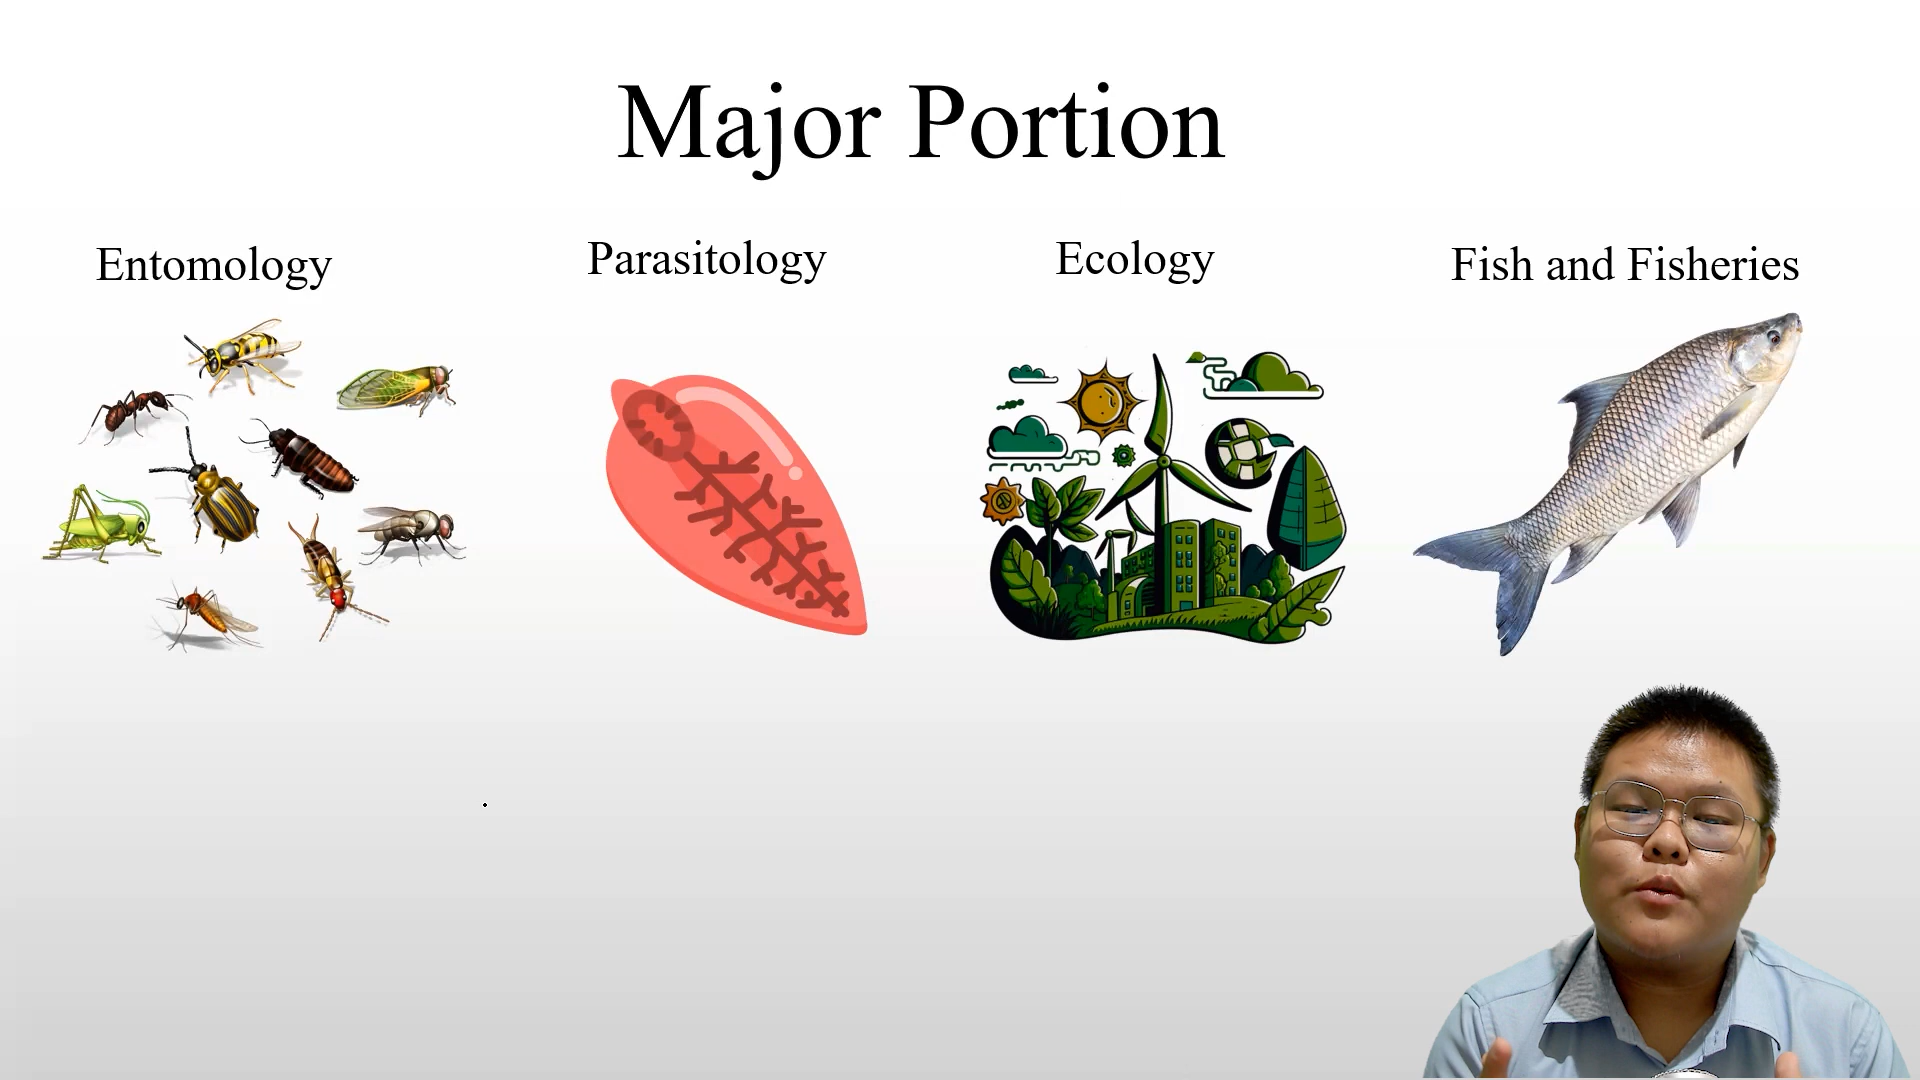 Major Portion
Entomology
Parasitology
Ecology
Fish and Fisheries